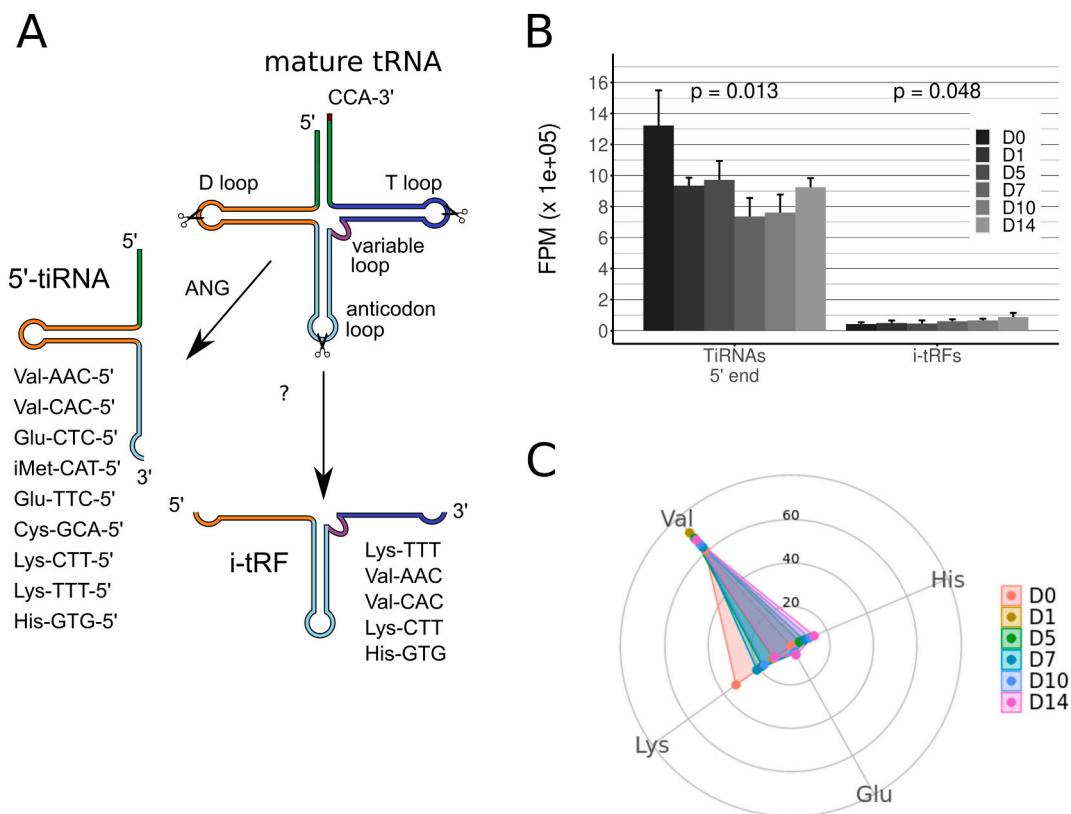 A
mature tRNA
CCA-3'
5'
D loop
T loop
variable
loop
anticodon
loop
5'
5'-tiRNA
ANG
?
Val-AAC-5'
Val-CAC-5'
Glu-CTC-5'
iMet-CAT-5'
Glu-TTC-5'
Cys-GCA-5'
Lys-CTT-5'
Lys-TTT-5'
His-GTG-5'
3'
5'
3'
i-tRF
Lys-TTT
Val-AAC
Val-CAC
Lys-CTT
His-GTG
B
FPM (x 1e+05)
16
14
12
10
8
6
4
2
0
p = 0.013
p = 0.048
D0
D1
D5
D7
D10
D14
TiRNAs
5' end
i-tRFs
C
Val
60
40
20
His
Lys
Glu
D0
D1
D5
D7
D10
D14